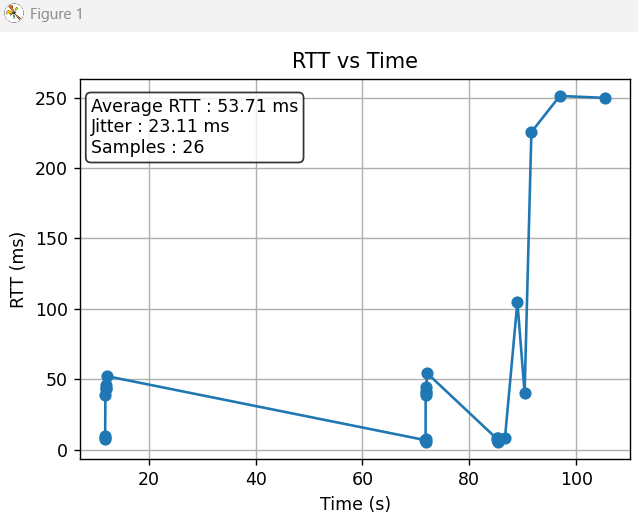 Figure 1
RTT vs Time
Average RTT : 53.71 ms
Jitter : 23.11 ms
Samples : 26
250
200
150
100
50
0
RTT (ms)
20 40 60 80 100
Time (s)